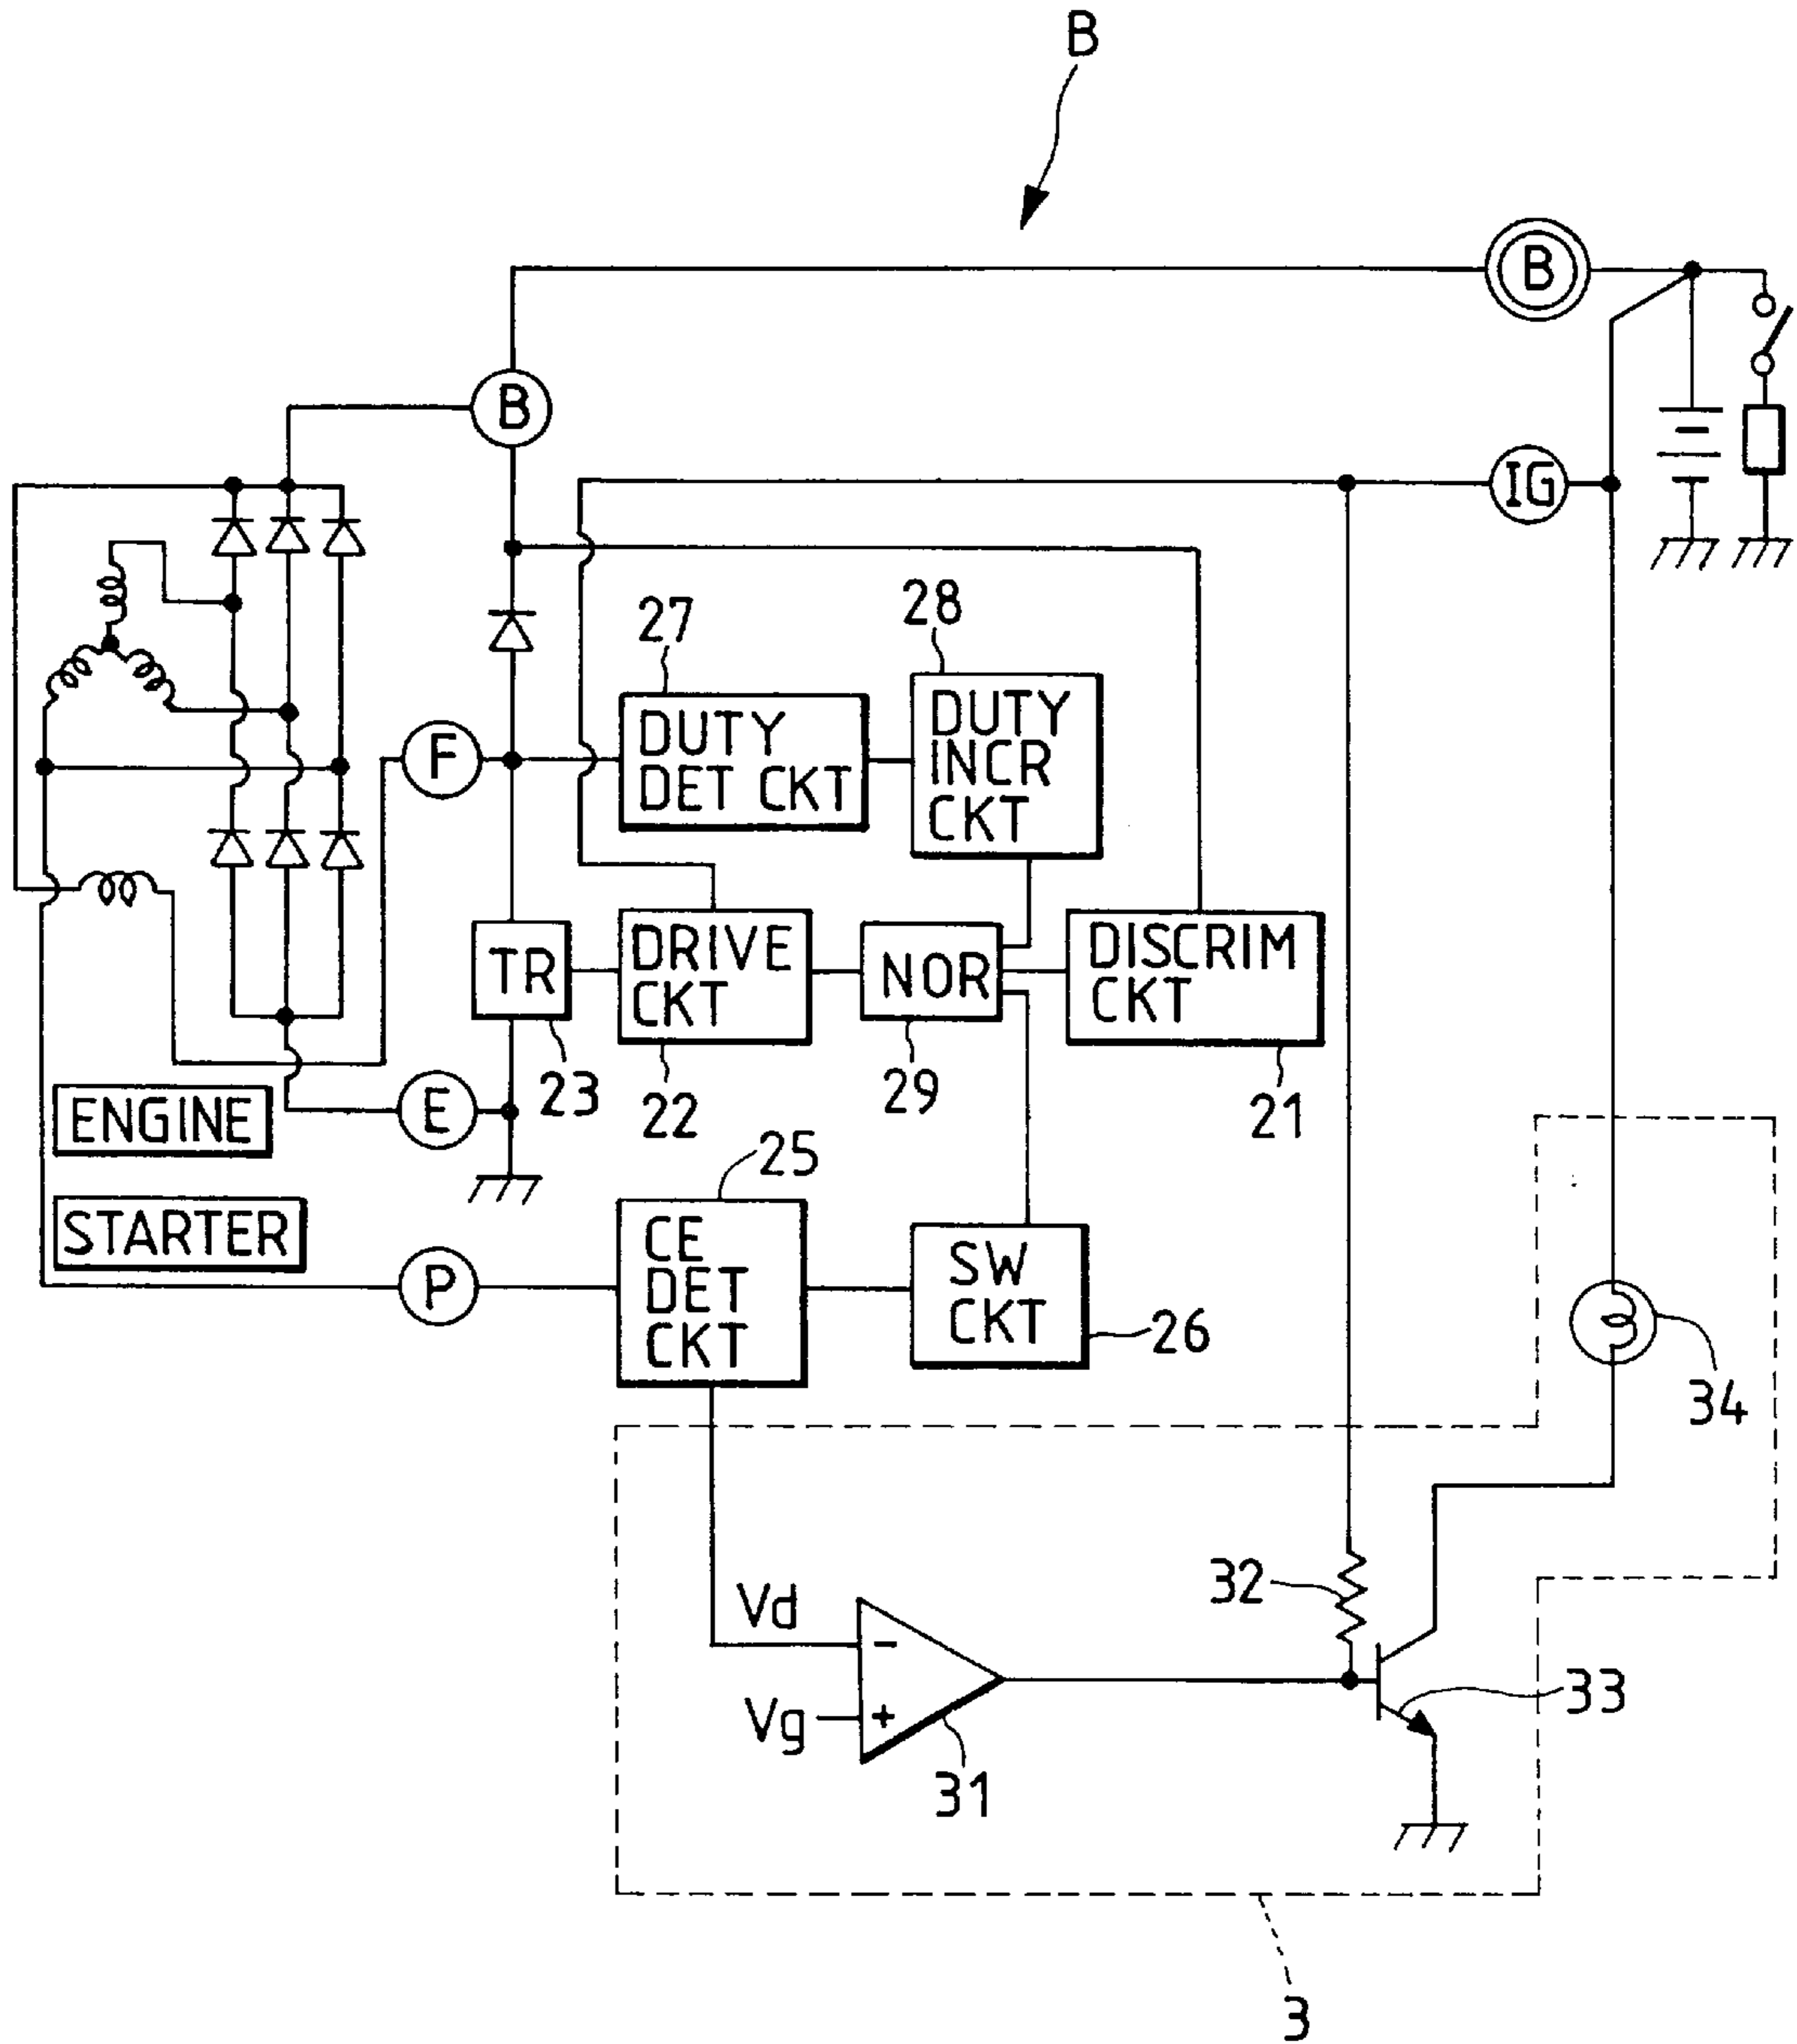 B
B
B
IG
27
28
DUTY
DET CKT
DUTY
INCR
CKT
F
TR
DRIVE
CKT
NOR
DISCRIM
CKT
23
22
29
21
E
ENGINE
25
STARTER
P
CE
DET
CKT
SW
CKT
26
34
32
Vd
-
Vg
+
33
31
3